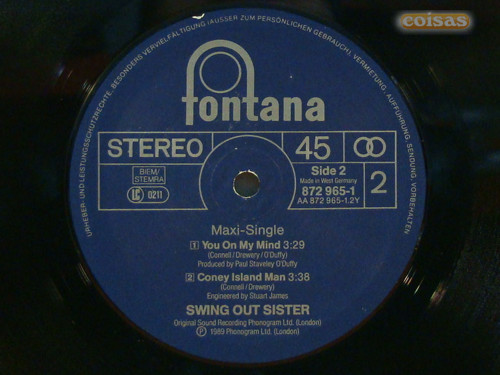 coisas
URHEBER- UND LEISTUNGSSCHUTZRECHTE, BESONDERS VERVIELFÄLTIGUNG (AUSSER ZUM PERSÖNLICHEN GEBRAUCH), VERMIETUNG, AUFFÜHRUNG, SENDUNG, VORBEHALTEN
fontana
STEREO 45
BIEM/
STEMRA
LC 0211
Side 2
Made in West Germany
872 965-1
AA 872 965-1.2Y
2
Maxi-Single
1 You On My Mind 3:29
(Connell/Drewery/O'Duffy)
Produced by Paul Staveley O'Duffy
2 Coney Island Man 3:38
(Connell/Drewery)
Engineered by Stuart James
SWING OUT SISTER
Original Sound Recording Phonogram Ltd. (London)
℗ 1989 Phonogram Ltd. (London)